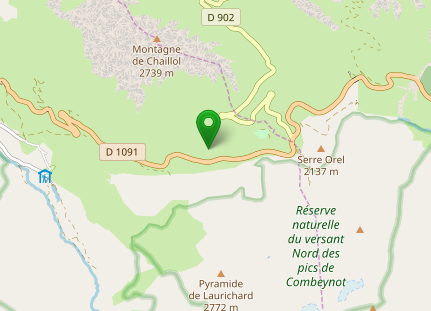 D 902
Montagne
de Chaillol
2739 m
D 1091
Serre Orel
2137 m
Réserve
naturelle
du versant
Nord des
pics de
Combeynot
Pyramide
de Laurichard
2772 m